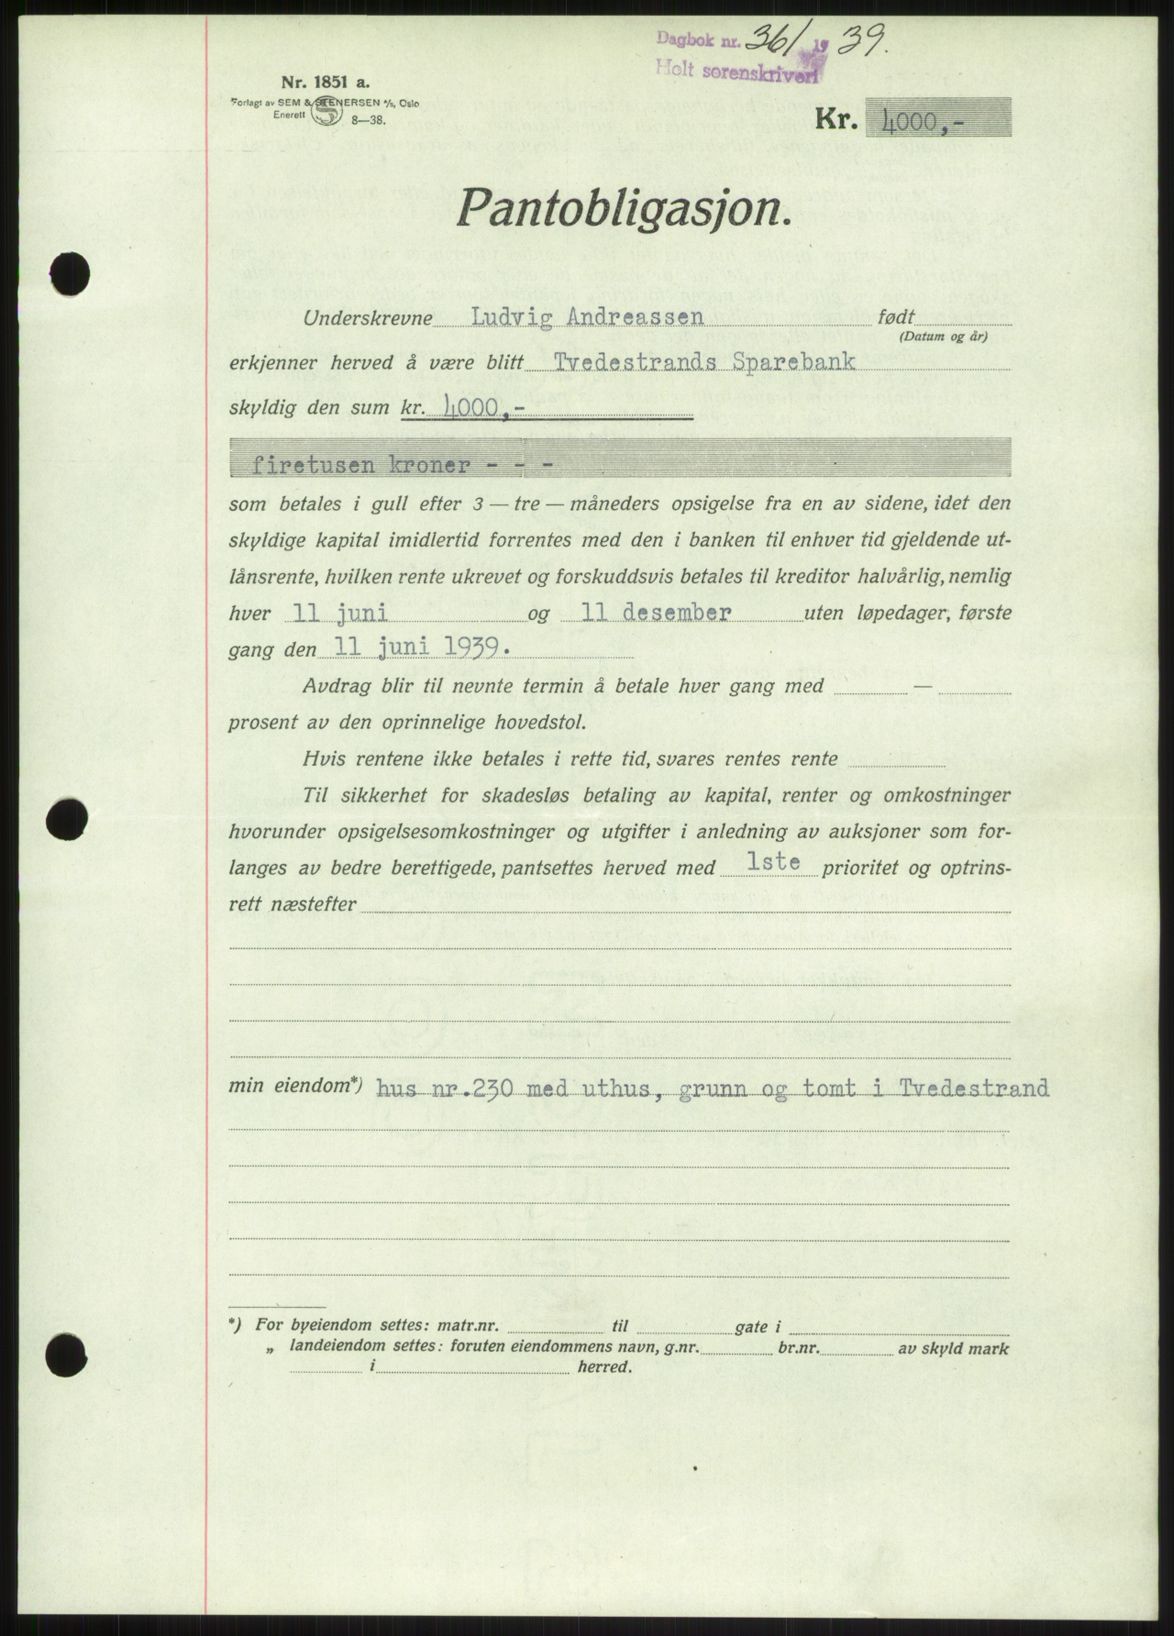 Dagbok nr. 361 1939.
Holt sorenskriveri
Nr. 1851 a.
Forlagt av SEM & STENERSEN A/S, Oslo
Enerett 8—38.
Kr. 4000,-
Pantobligasjon.
Underskrevne Ludvig Andreassen født
(Datum og år)
erkjenner herved å være blitt Tvedestrands Sparebank
skyldig den sum kr. 4000,-
firetusen kroner - - -
som betales i gull efter 3 — tre — måneders opsigelse fra en av sidene, idet den
skyldige kapital imidlertid forrentes med den i banken til enhver tid gjeldende ut-
lånsrente, hvilken rente ukrevet og forskuddsvis betales til kreditor halvårlig, nemlig
hver 11 juni og 11 desember uten løpedager, første
gang den 11 juni 1939.
Avdrag blir til nevnte termin å betale hver gang med —
prosent av den oprinnelige hovedstol.
Hvis rentene ikke betales i rette tid, svares rentes rente
Til sikkerhet for skadesløs betaling av kapital, renter og omkostninger
hvorunder opsigelsesomkostninger og utgifter i anledning av auksjoner som for-
langes av bedre berettigede, pantsettes herved med 1ste prioritet og optrins-
rett næstefter
min eiendom*) hus nr.230 med uthus, grunn og tomt i Tvedestrand
*) For byeiendom settes: matr.nr. til gate i
„ landeiendom settes: foruten eiendommens navn, g.nr. br.nr. av skyld mark
i herred.